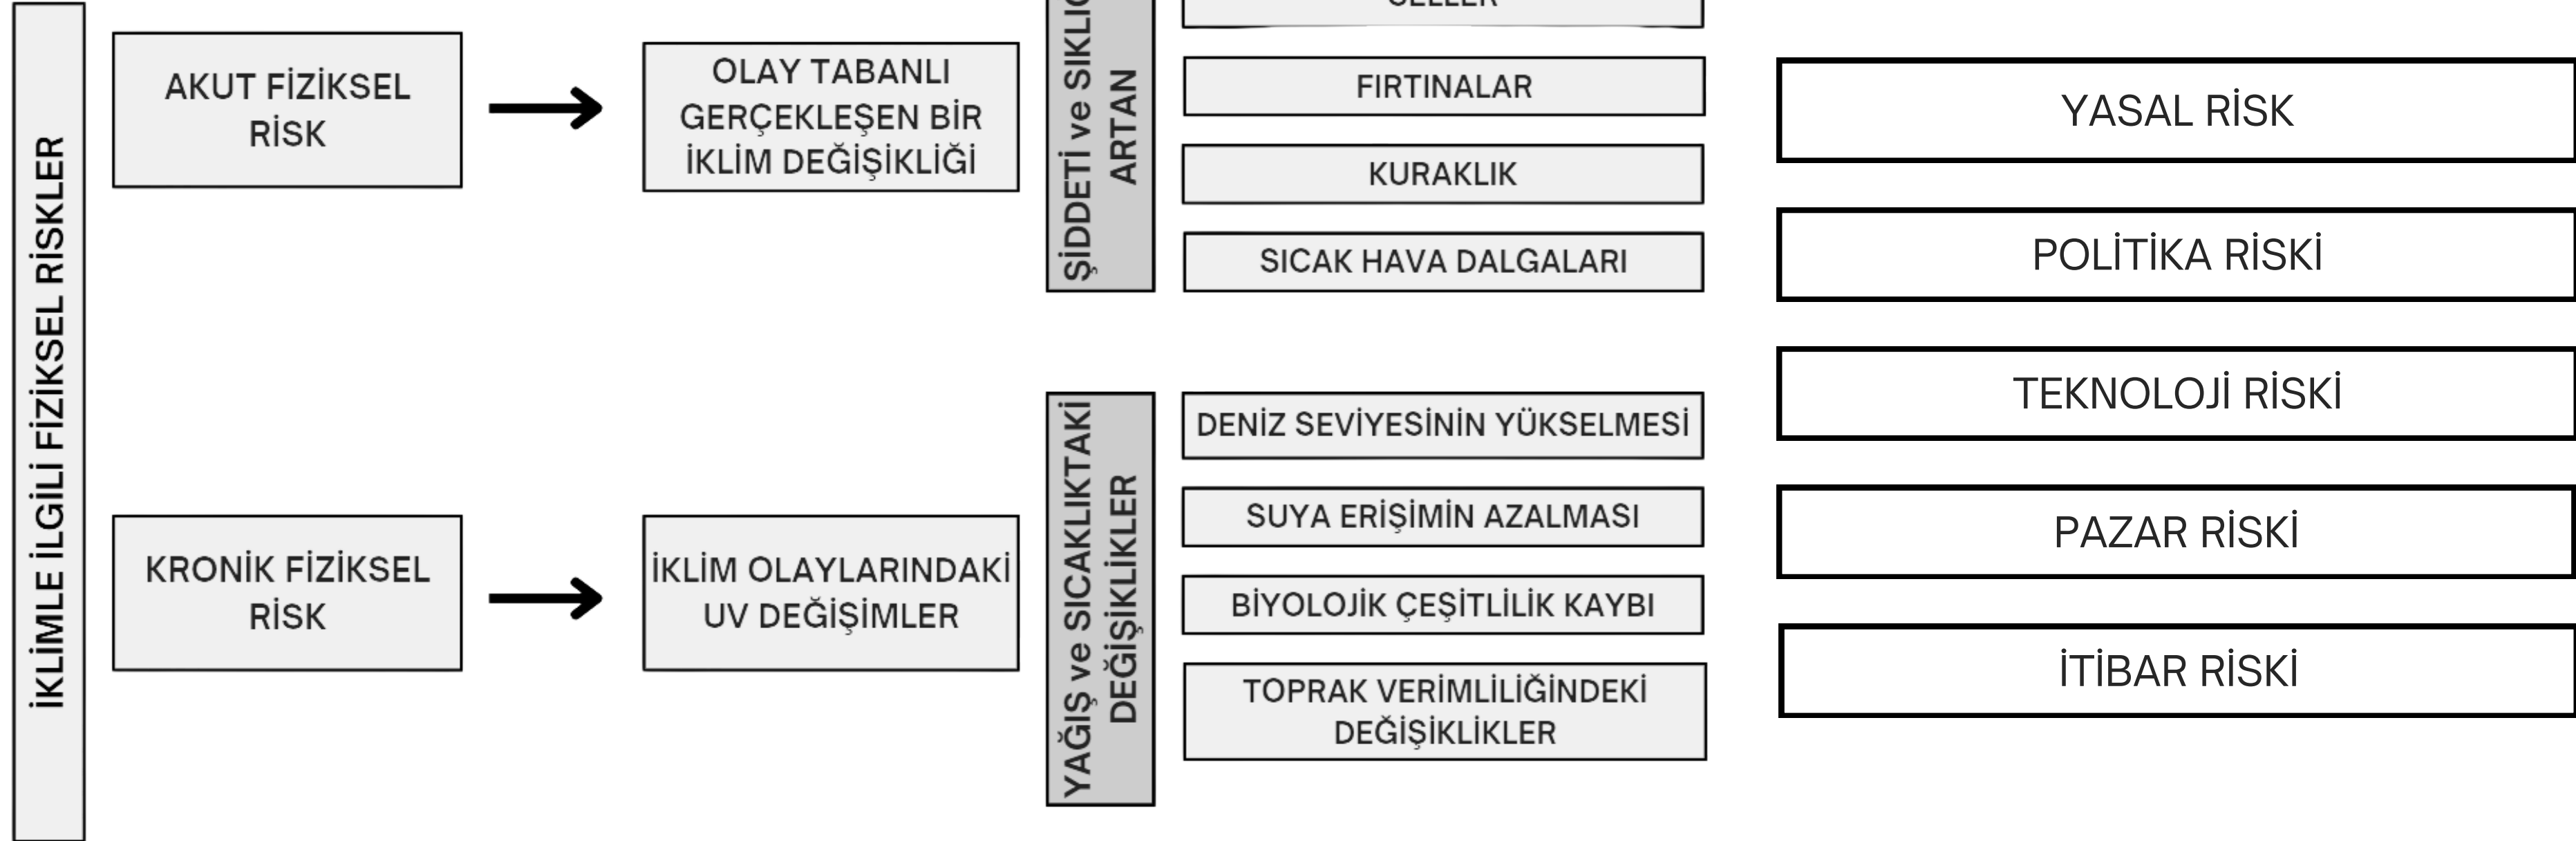 İKLİMLE İLGİLİ FİZİKSEL RİSKLER
AKUT FİZİKSEL
RİSK
OLAY TABANLI
GERÇEKLEŞEN BİR
İKLİM DEĞİŞİKLİĞİ
ŞİDDETİ ve
ARTAN
FIRTINALAR
KURAKLIK
SICAK HAVA DALGALARI
KRONİK FİZİKSEL
RİSK
İKLİM OLAYLARINDAKİ
UV DEĞİŞİMLER
YAĞIŞ ve SICAKLIKTAKİ
DEĞİŞİKLİKLER
DENİZ SEVİYESİNİN YÜKSELMESİ
SUYA ERİŞİMİN AZALMASI
BİYOLOJİK ÇEŞİTLİLİK KAYBI
TOPRAK VERİMLİLİĞİNDEKİ
DEĞİŞİKLİKLER
YASAL RİSK
POLİTİKA RİSKİ
TEKNOLOJİ RİSKİ
PAZAR RİSKİ
İTİBAR RİSKİ